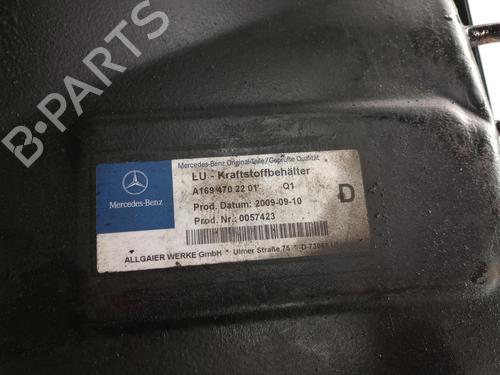 Mercedes-Benz Original-Teile / Geprüfte Qualität
LU - Kraftstoffbehälter
A169 470 22 01 Q1
Prod. Datum: 2009-09-10
Prod. Nr.: 0057423
D
Mercedes-Benz
ALLGAIER WERKE GmbH * Ulmer Straße 75 *
B-PARTS